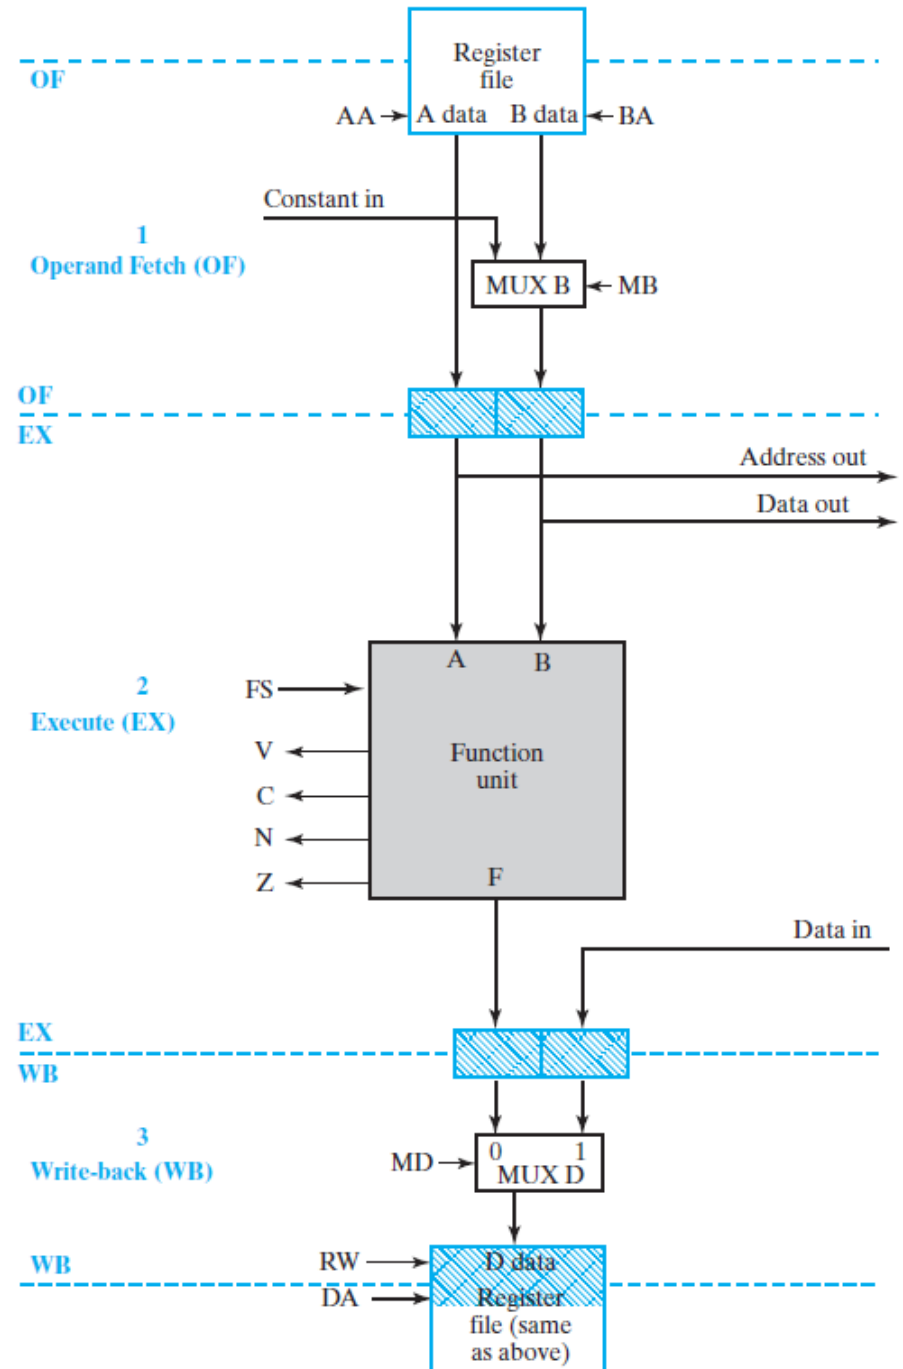 Register
file
OF
AA
A data
B data
BA
Constant in
1
Operand Fetch (OF)
MUX B
MB
OF
EX
Address out
Data out
A
B
2
Execute (EX)
FS
V
C
N
Z
Function
unit
F
Data in
EX
WB
3
Write-back (WB)
MD
0
1
MUX D
WB
RW
D data
DA
Register
file (same
as above)